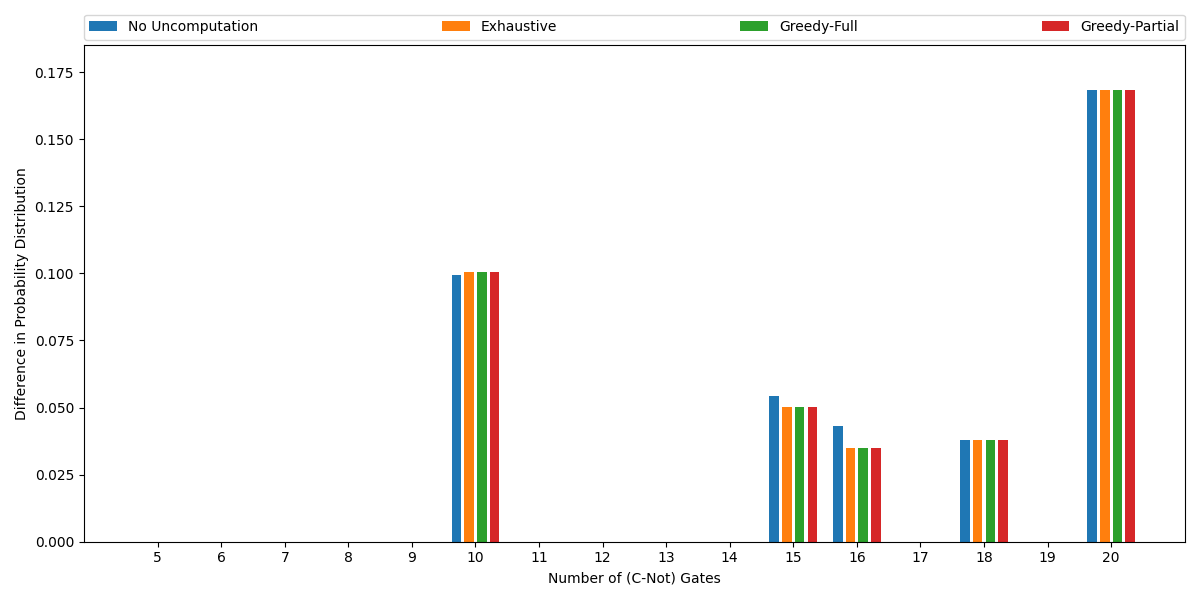 No Uncomputation Exhaustive Greedy-Full Greedy-Partial
Difference in Probability Distribution
0.175
0.150
0.125
0.100
0.075
0.050
0.025
0.000
5 6 7 8 9 10 11 12 13 14 15 16 17 18 19 20
Number of (C-Not) Gates